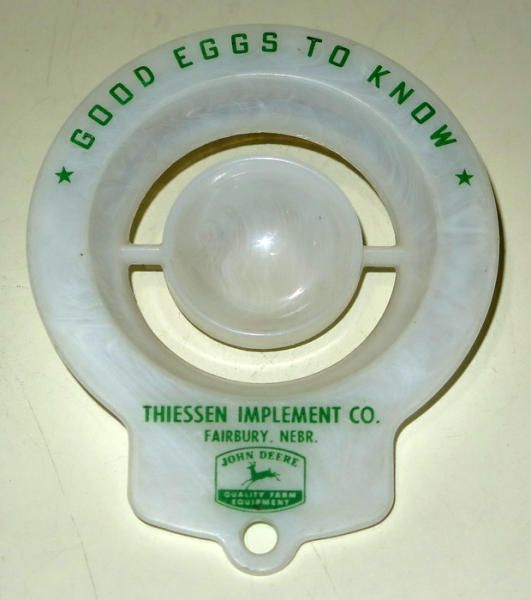 ★ GOOD EGGS TO KNOW ★
THIESSEN IMPLEMENT CO.
FAIRBURY, NEBR.
JOHN DEERE
QUALITY FARM
EQUIPMENT